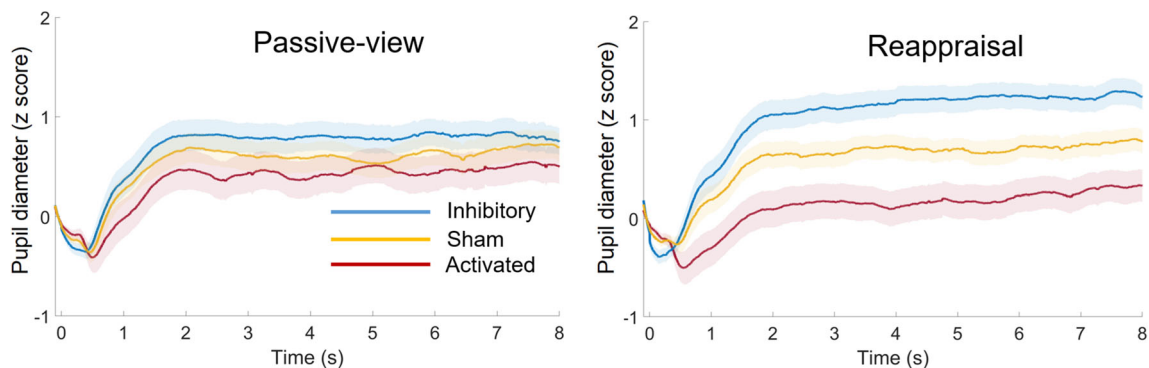 Passive-view
Pupil diameter (z score)
2
1
0
-1
Inhibitory
Sham
Activated
0 1 2 3 4 5 6 7 8
Time (s)
Reappraisal
Pupil diameter (z score)
2
1
0
-1
0 1 2 3 4 5 6 7 8
Time (s)